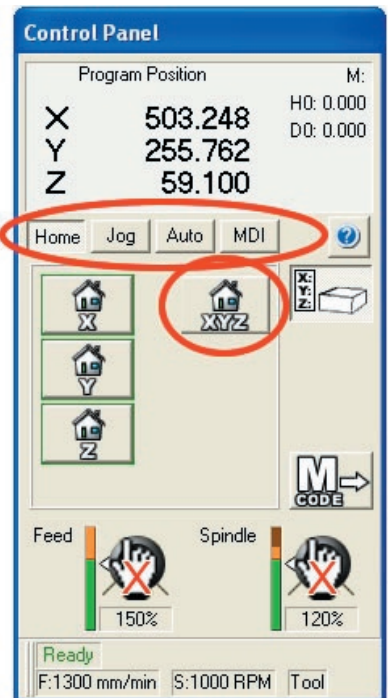 Control Panel
Program Position M:
X 503.248 H0: 0.000
Y 255.762 D0: 0.000
Z 59.100
Home Jog Auto MDI ?
X XYZ X: Y: Z:
Y
Z
M CODE
Feed Spindle
150% 120%
Ready
F:1300 mm/min S:1000 RPM Tool